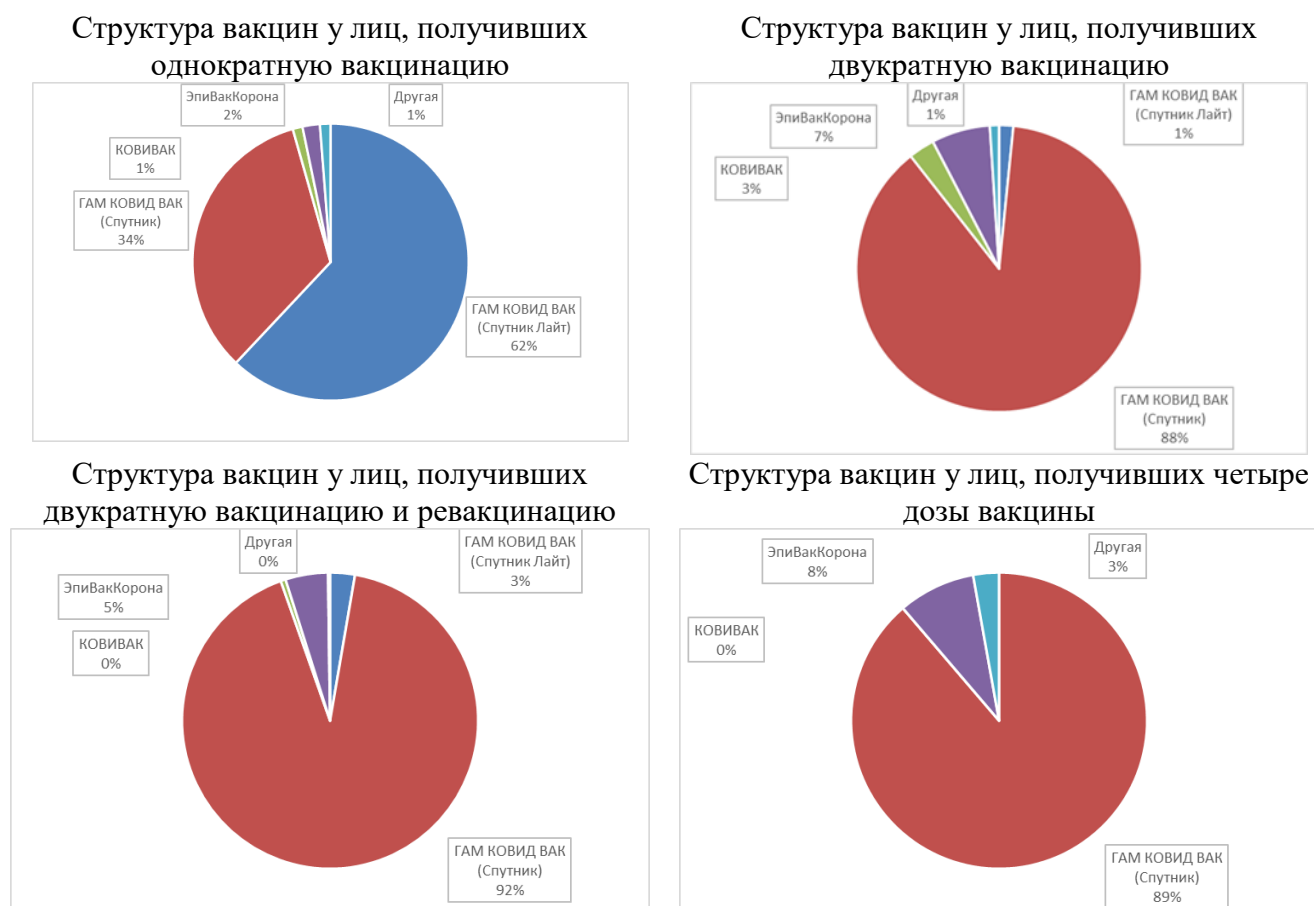 Структура вакцин у лиц, получивших
однократную вакцинацию
ЭпиВакКорона
2%
Другая
1%
КОВИВАК
1%
ГАМ КОВИД ВАК
(Спутник)
34%
ГАМ КОВИД ВАК
(Спутник Лайт)
62%
Структура вакцин у лиц, получивших
двукратную вакцинацию
Другая
1%
ГАМ КОВИД ВАК
(Спутник Лайт)
1%
ЭпиВакКорона
7%
КОВИВАК
3%
ГАМ КОВИД ВАК
(Спутник)
88%
Структура вакцин у лиц, получивших
двукратную вакцинацию и ревакцинацию
Другая
0%
ГАМ КОВИД ВАК
(Спутник Лайт)
3%
ЭпиВакКорона
5%
КОВИВАК
0%
ГАМ КОВИД ВАК
(Спутник)
92%
Структура вакцин у лиц, получивших четыре
дозы вакцины
ЭпиВакКорона
8%
Другая
3%
КОВИВАК
0%
ГАМ КОВИД ВАК
(Спутник)
89%